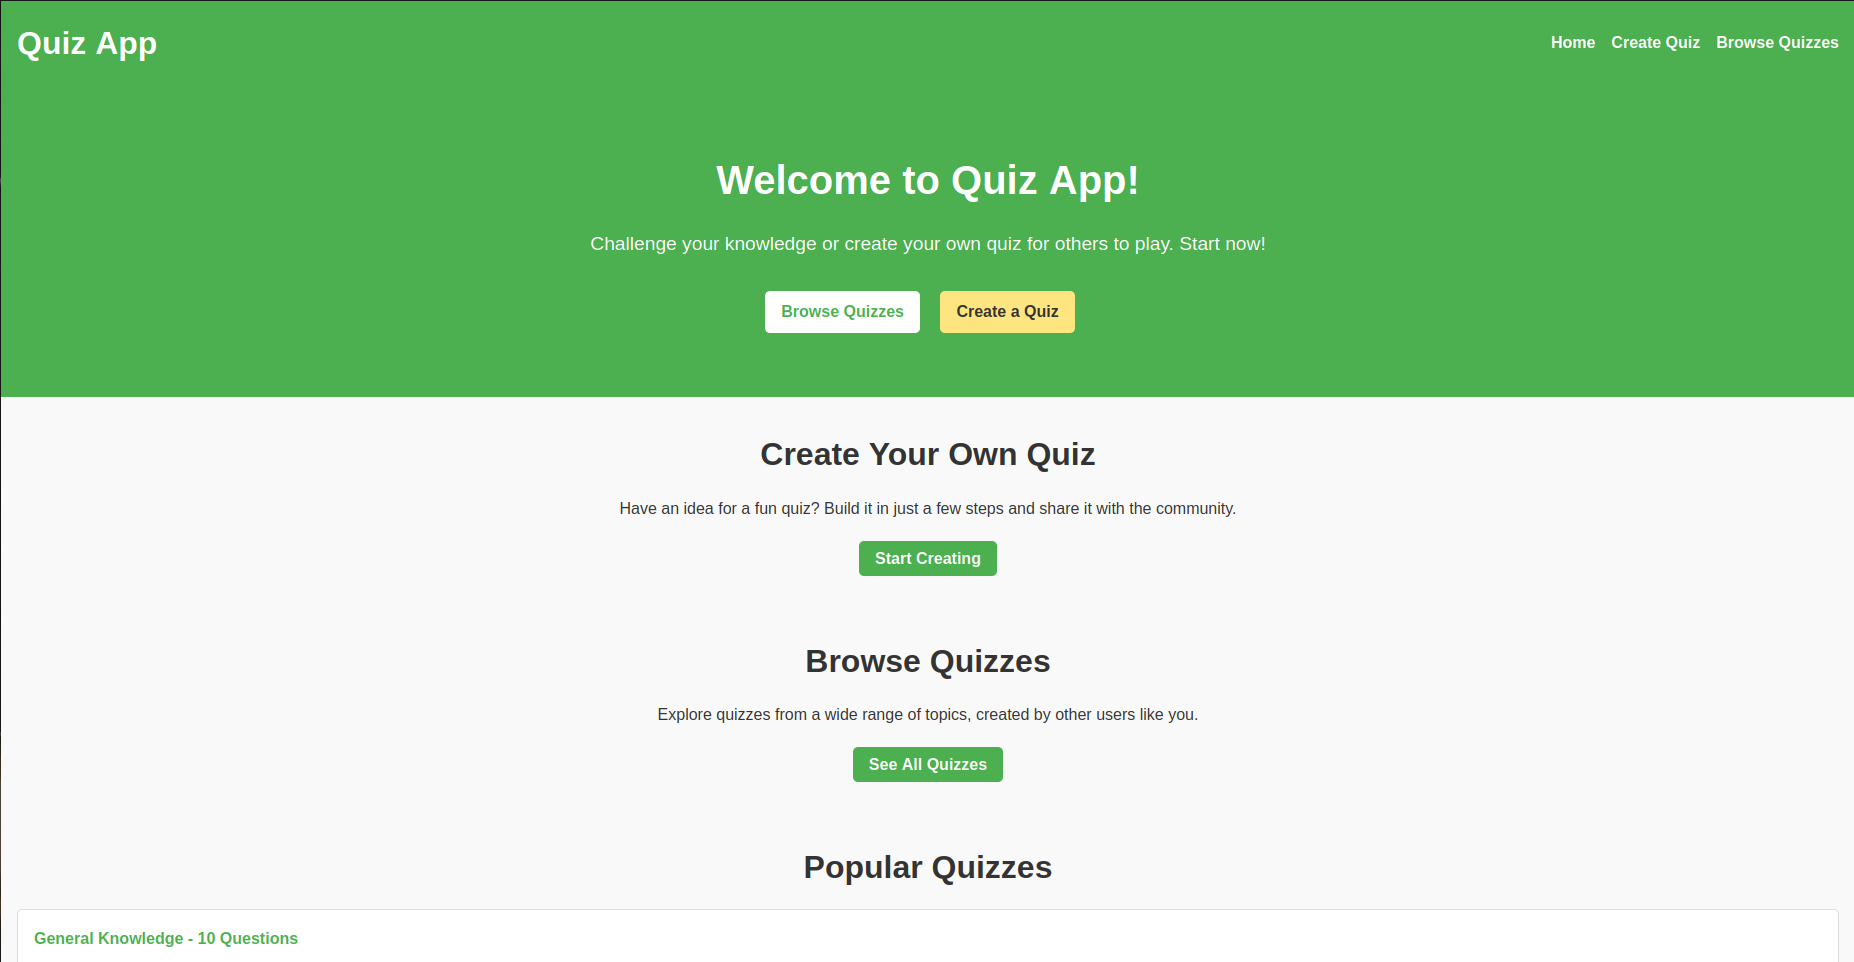 Quiz App
Home Create Quiz Browse Quizzes
Welcome to Quiz App!
Challenge your knowledge or create your own quiz for others to play. Start now!
Browse Quizzes
Create a Quiz
Create Your Own Quiz
Have an idea for a fun quiz? Build it in just a few steps and share it with the community.
Start Creating
Browse Quizzes
Explore quizzes from a wide range of topics, created by other users like you.
See All Quizzes
Popular Quizzes
General Knowledge - 10 Questions